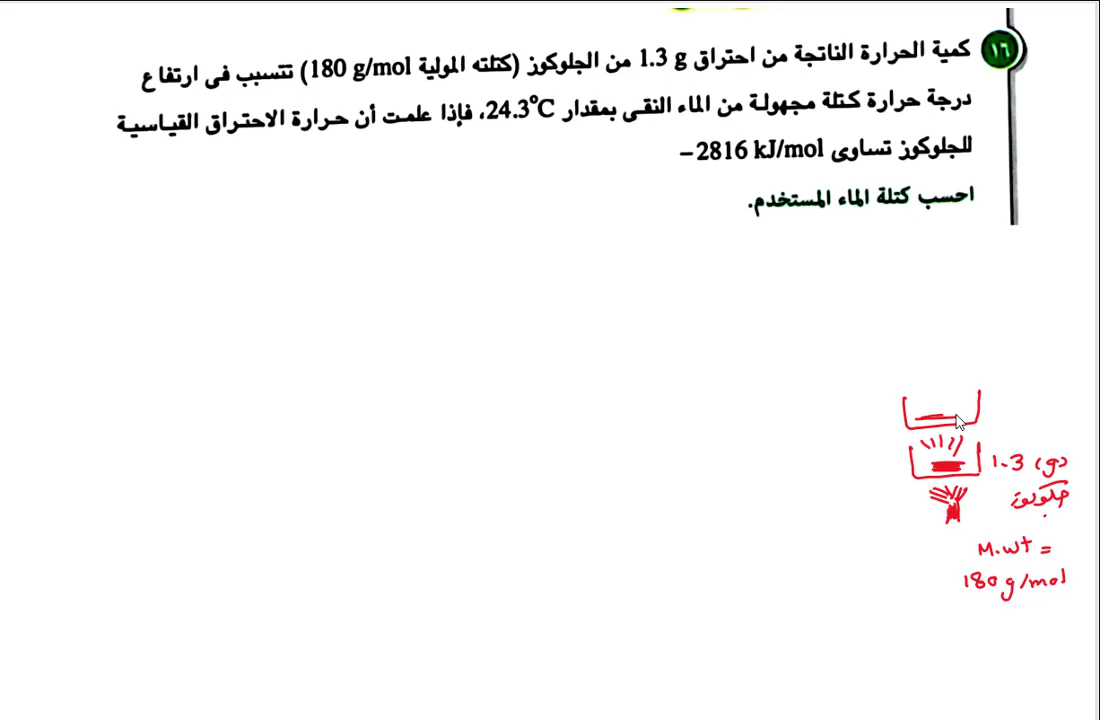 ١٦ كمية الحرارة الناتجة من احتراق 1.3 g من الجلوكوز (كتلته المولية 180 g/mol) تتسبب فى ارتفاع
درجة حرارة كتلة مجهولة من الماء النقى بمقدار 24.3°C، فإذا علمت أن حرارة الاحتراق القياسية
للجلوكوز تساوى 2816 kJ/mol –
احسب كتلة الماء المستخدم.
1.3 (g)
جلوكوز
M.wt =
180 g/mol